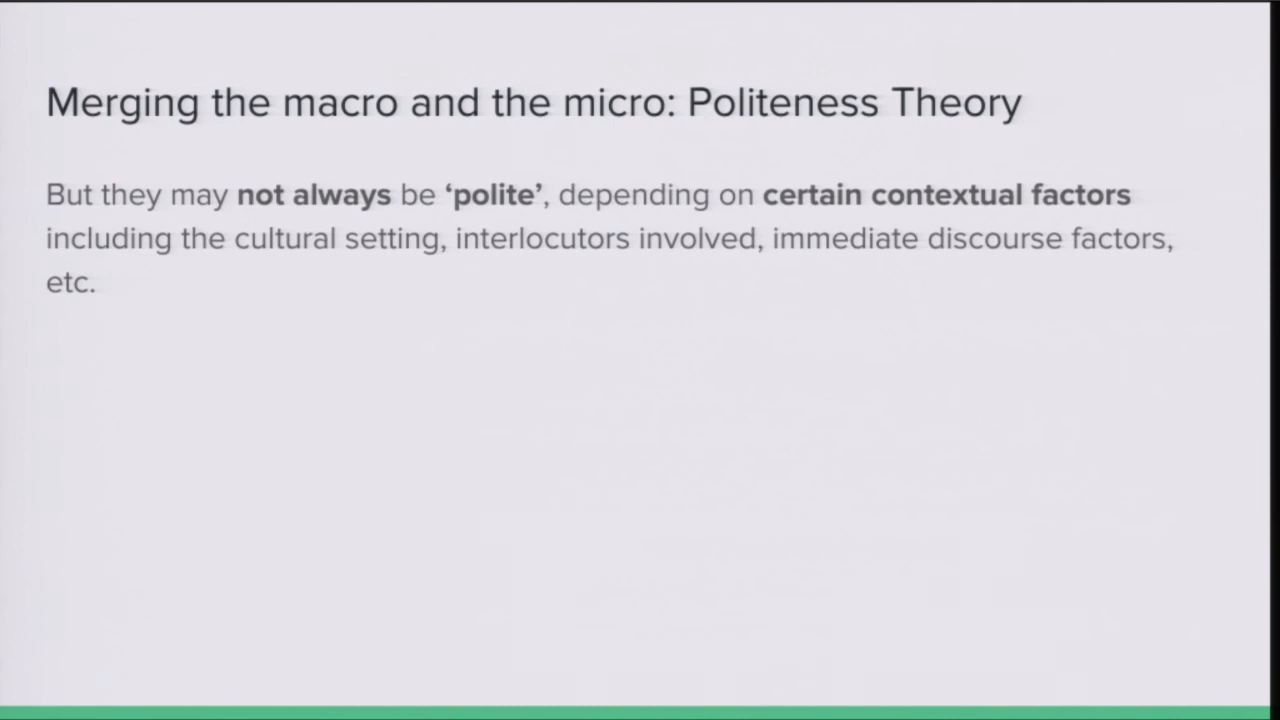 Merging the macro and the micro: Politeness Theory
But they may not always be ‘polite’, depending on certain contextual factors
including the cultural setting, interlocutors involved, immediate discourse factors,
etc.